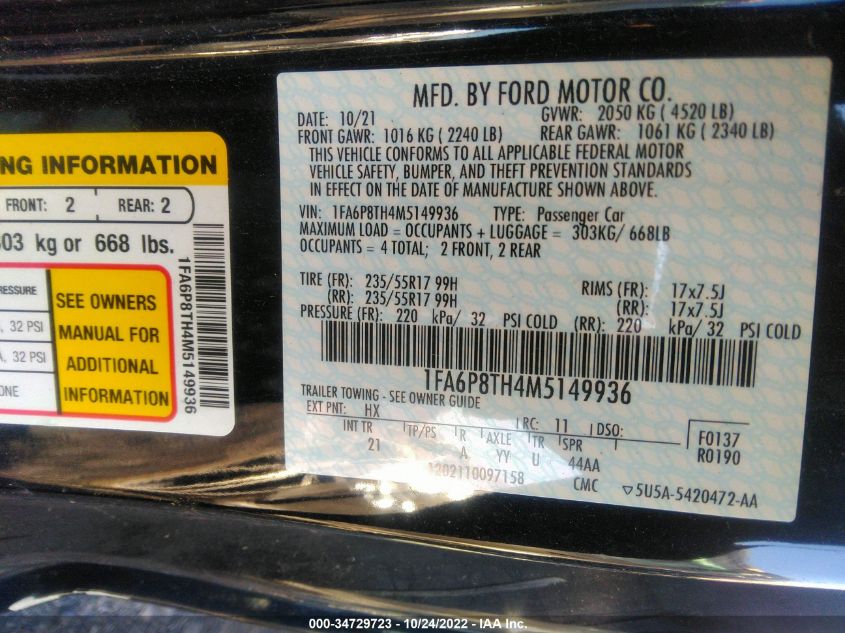 NG INFORMATION
FRONT: 2 REAR: 2
303 kg or 668 lbs.
RESSURE
SEE OWNERS
MANUAL FOR
ADDITIONAL
INFORMATION
, 32 PSI
A, 32 PSI
ONE
1FA6P8TH4M5149936
MFD. BY FORD MOTOR CO.
DATE: 10/21 GVWR: 2050 KG ( 4520 LB)
FRONT GAWR: 1016 KG ( 2240 LB) REAR GAWR: 1061 KG ( 2340 LB)
THIS VEHICLE CONFORMS TO ALL APPLICABLE FEDERAL MOTOR
VEHICLE SAFETY, BUMPER, AND THEFT PREVENTION STANDARDS
IN EFFECT ON THE DATE OF MANUFACTURE SHOWN ABOVE.
VIN: 1FA6P8TH4M5149936 TYPE: Passenger Car
MAXIMUM LOAD = OCCUPANTS + LUGGAGE = 303KG/ 668LB
OCCUPANTS = 4 TOTAL; 2 FRONT, 2 REAR
TIRE (FR): 235/55R17 99H RIMS (FR): 17x7.5J
(RR): 235/55R17 99H (RR): 17x7.5J
PRESSURE (FR): 220 kPa/ 32 PSI COLD (RR): 220 kPa/ 32 PSI COLD
1FA6P8TH4M5149936
TRAILER TOWING - SEE OWNER GUIDE
EXT PNT: HX RC: 11 DSO:
INT TR TP/PS R AXLE TR SPR F0137
21 A YY U 44AA R0190
1202110097158 CMC ▽5U5A-5420472-AA
000-34729723 - 10/24/2022 - IAA Inc.